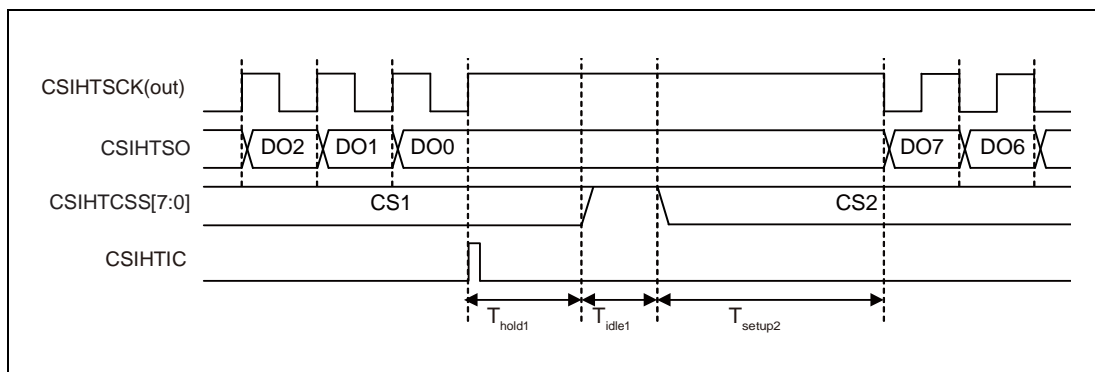 CSIHTSCK(out)
CSIHTSO DO2 DO1 DO0 DO7 DO6
CSIHTCSS[7:0] CS1 CS2
CSIHTIC
Thold1 Tidle1 Tsetup2